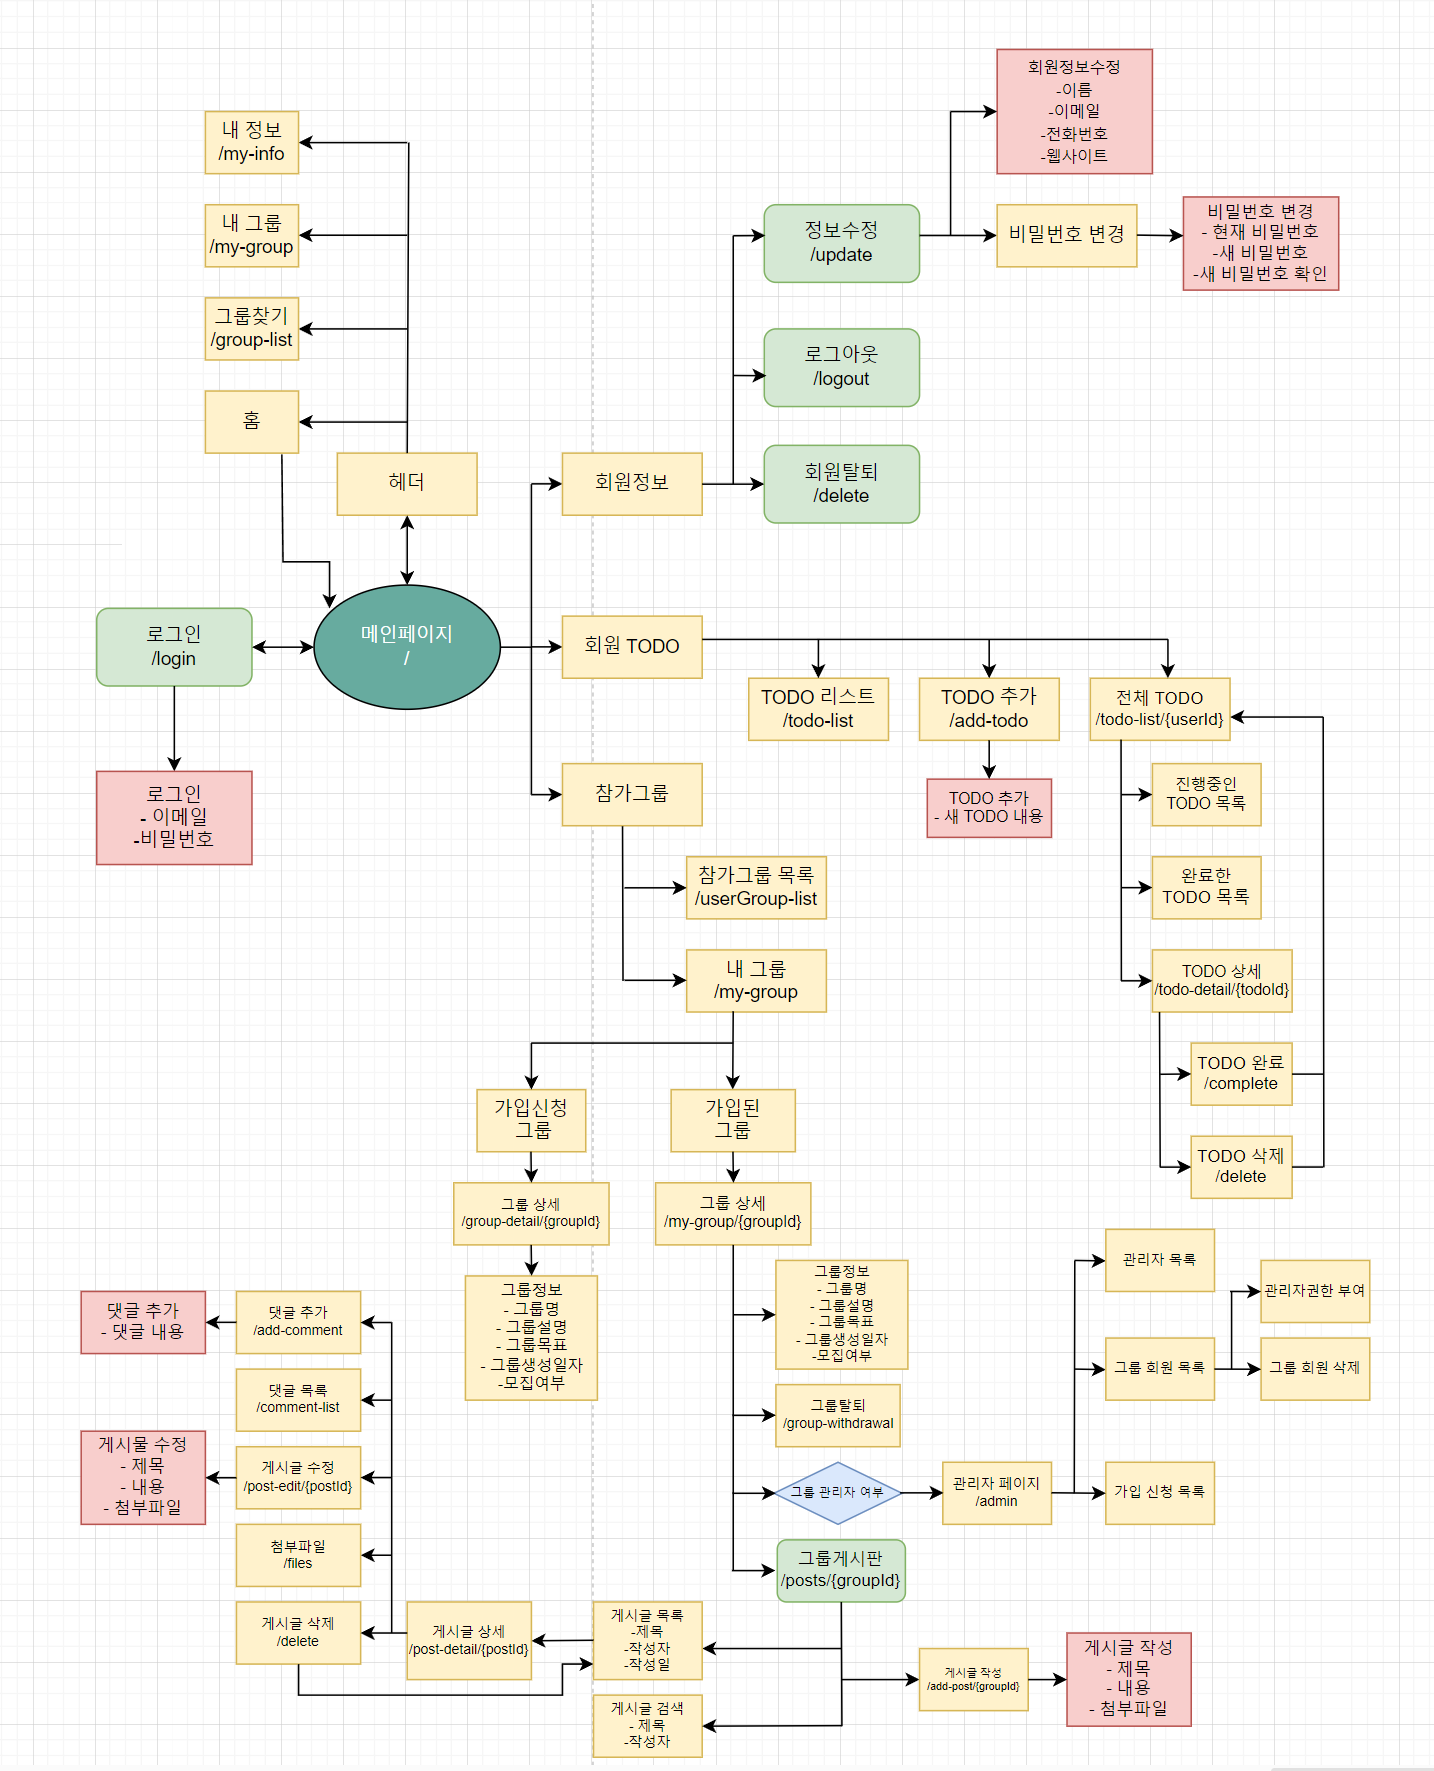 회원정보수정
-이름
-이메일
-전화번호
-웹사이트
내 정보
/my-info
내 그룹
/my-group
정보수정
/update
비밀번호 변경
비밀번호 변경
- 현재 비밀번호
-새 비밀번호
-새 비밀번호 확인
그룹찾기
/group-list
로그아웃
/logout
홈
헤더
회원정보
회원탈퇴
/delete
로그인
/login
메인페이지
/
회원 TODO
TODO 리스트
/todo-list
TODO 추가
/add-todo
전체 TODO
/todo-list/{userId}
로그인
- 이메일
-비밀번호
참가그룹
TODO 추가
- 새 TODO 내용
진행중인
TODO 목록
참가그룹 목록
/userGroup-list
완료한
TODO 목록
내 그룹
/my-group
TODO 상세
/todo-detail/{todoId}
TODO 완료
/complete
가입신청
그룹
가입된
그룹
TODO 삭제
/delete
그룹 상세
/group-detail/{groupId}
그룹 상세
/my-group/{groupId}
그룹정보
- 그룹명
- 그룹설명
- 그룹목표
- 그룹생성일자
-모집여부
그룹정보
- 그룹명
- 그룹설명
- 그룹목표
- 그룹생성일자
-모집여부
관리자 목록
관리자권한 부여
그룹 회원 목록
그룹 회원 삭제
댓글 추가
- 댓글 내용
댓글 추가
/add-comment
댓글 목록
/comment-list
그룹탈퇴
/group-withdrawal
게시물 수정
- 제목
- 내용
- 첨부파일
게시글 수정
/post-edit/{postId}
그룹 관리자 여부
관리자 페이지
/admin
가입 신청 목록
첨부파일
/files
그룹게시판
/posts/{groupId}
게시글 삭제
/delete
게시글 상세
/post-detail/{postId}
게시글 목록
-제목
-작성자
-작성일
게시글 작성
/add-post/{groupId}
게시글 작성
- 제목
- 내용
- 첨부파일
게시글 검색
- 제목
-작성자